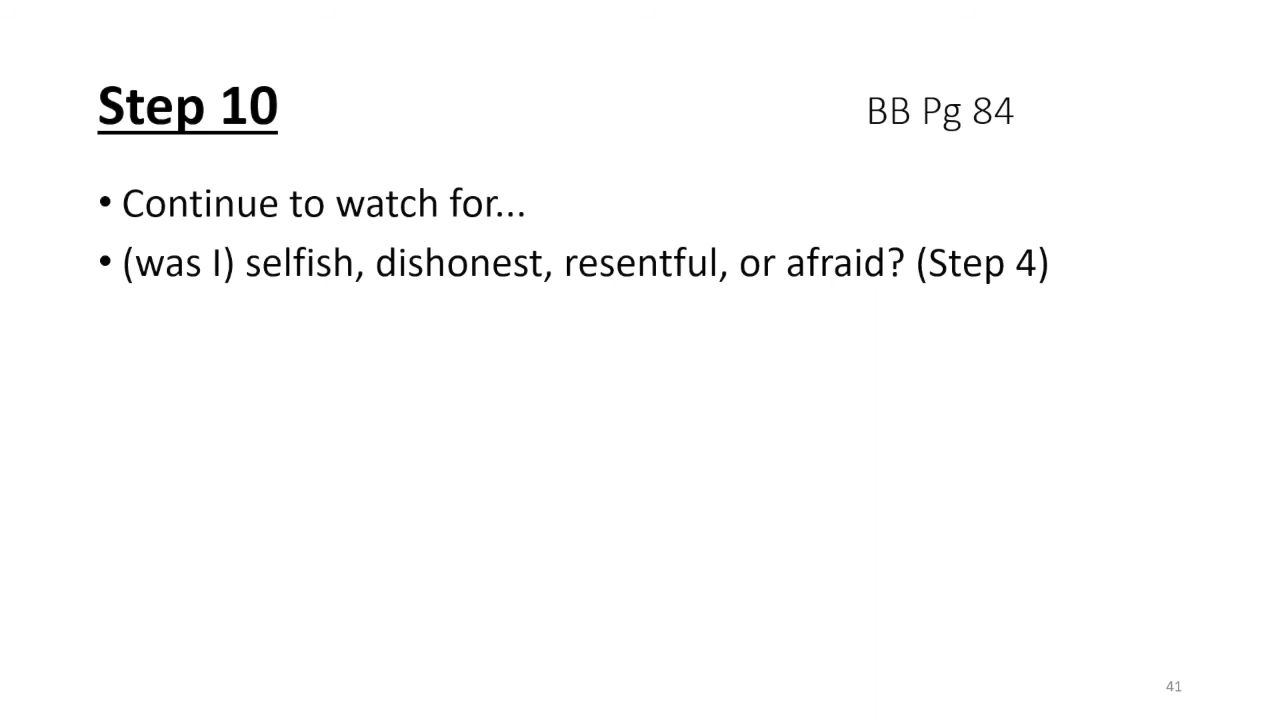 Step 10
BB Pg 84
• Continue to watch for...
• (was I) selfish, dishonest, resentful, or afraid? (Step 4)
41